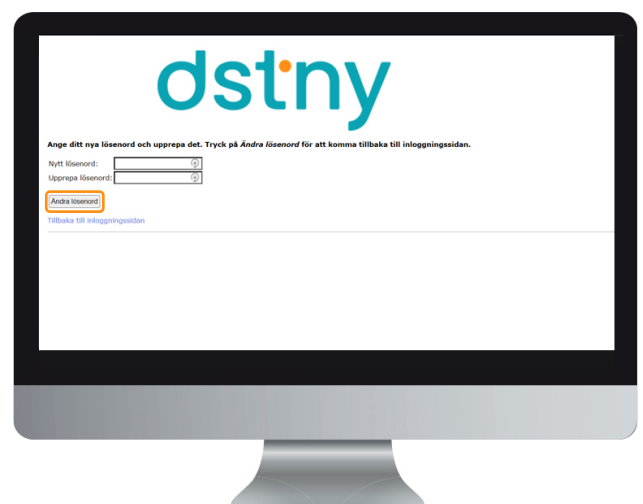 dstny
Ange ditt nya lösenord och upprepa det. Tryck på Ändra lösenord för att komma tillbaka till inloggningssidan.
Nytt lösenord:
Upprepa lösenord:
Ändra lösenord
Tillbaka till inloggningssidan